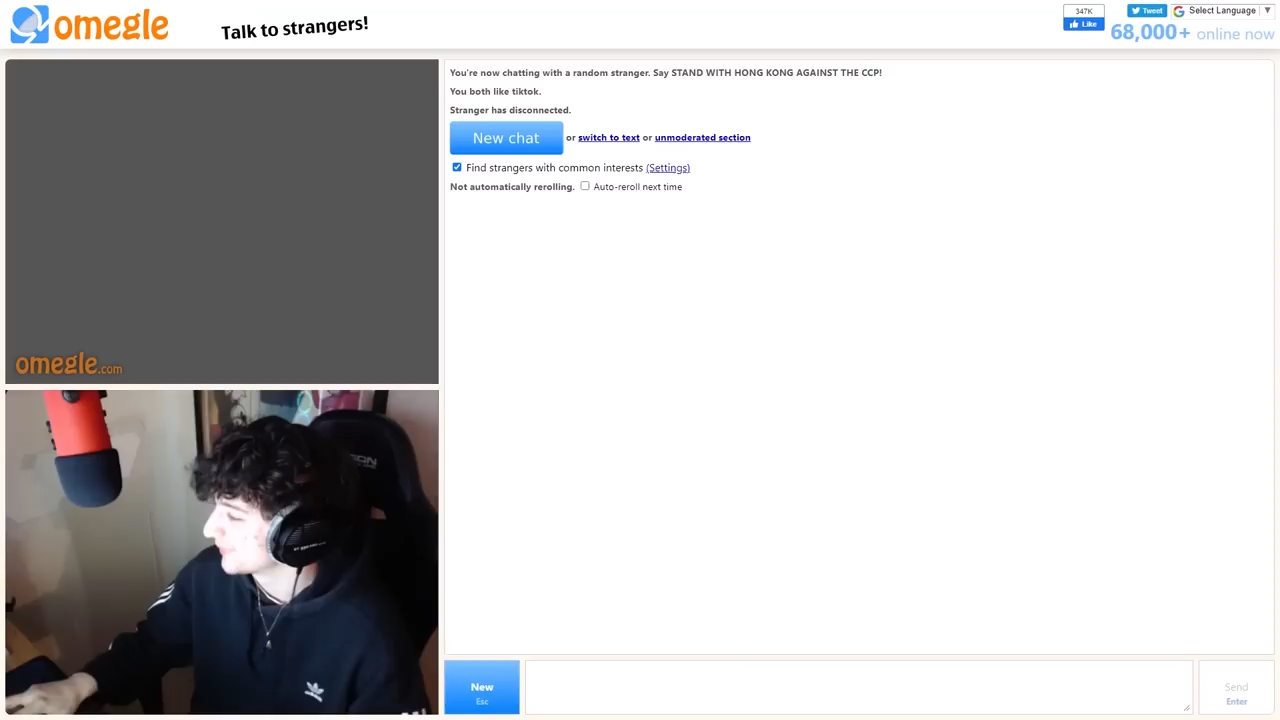 omegle
Talk to strangers!
347K
Like
Tweet
Select Language ▼
68,000+ online now
You're now chatting with a random stranger. Say STAND WITH HONG KONG AGAINST THE CCP!
You both like tiktok.
Stranger has disconnected.
New chat or switch to text or unmoderated section
Find strangers with common interests (Settings)
Not automatically rerolling. Auto-reroll next time
omegle.com
New
Esc
Send
Enter